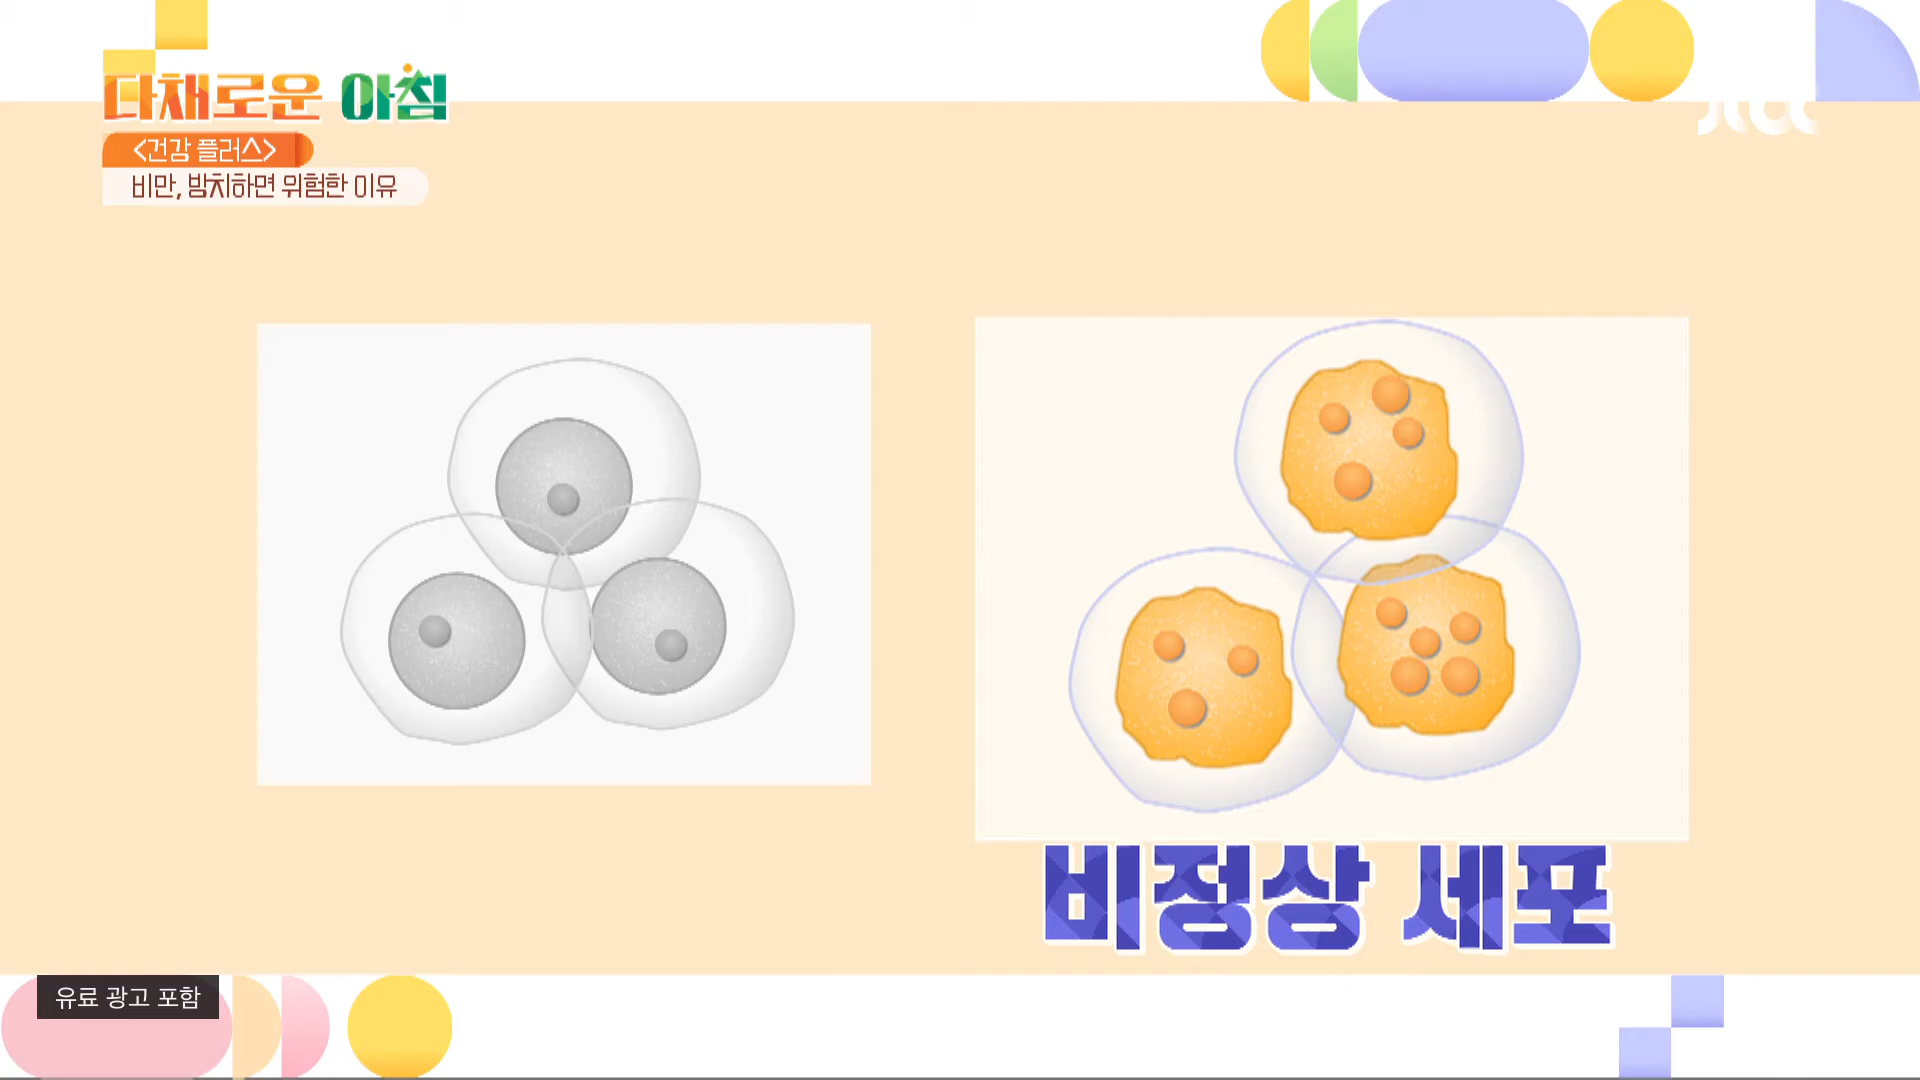 다채로운 아침
<건강 플러스>
비만, 방치하면 위험한 이유
jtbc
비정상 세포
유료 광고 포함